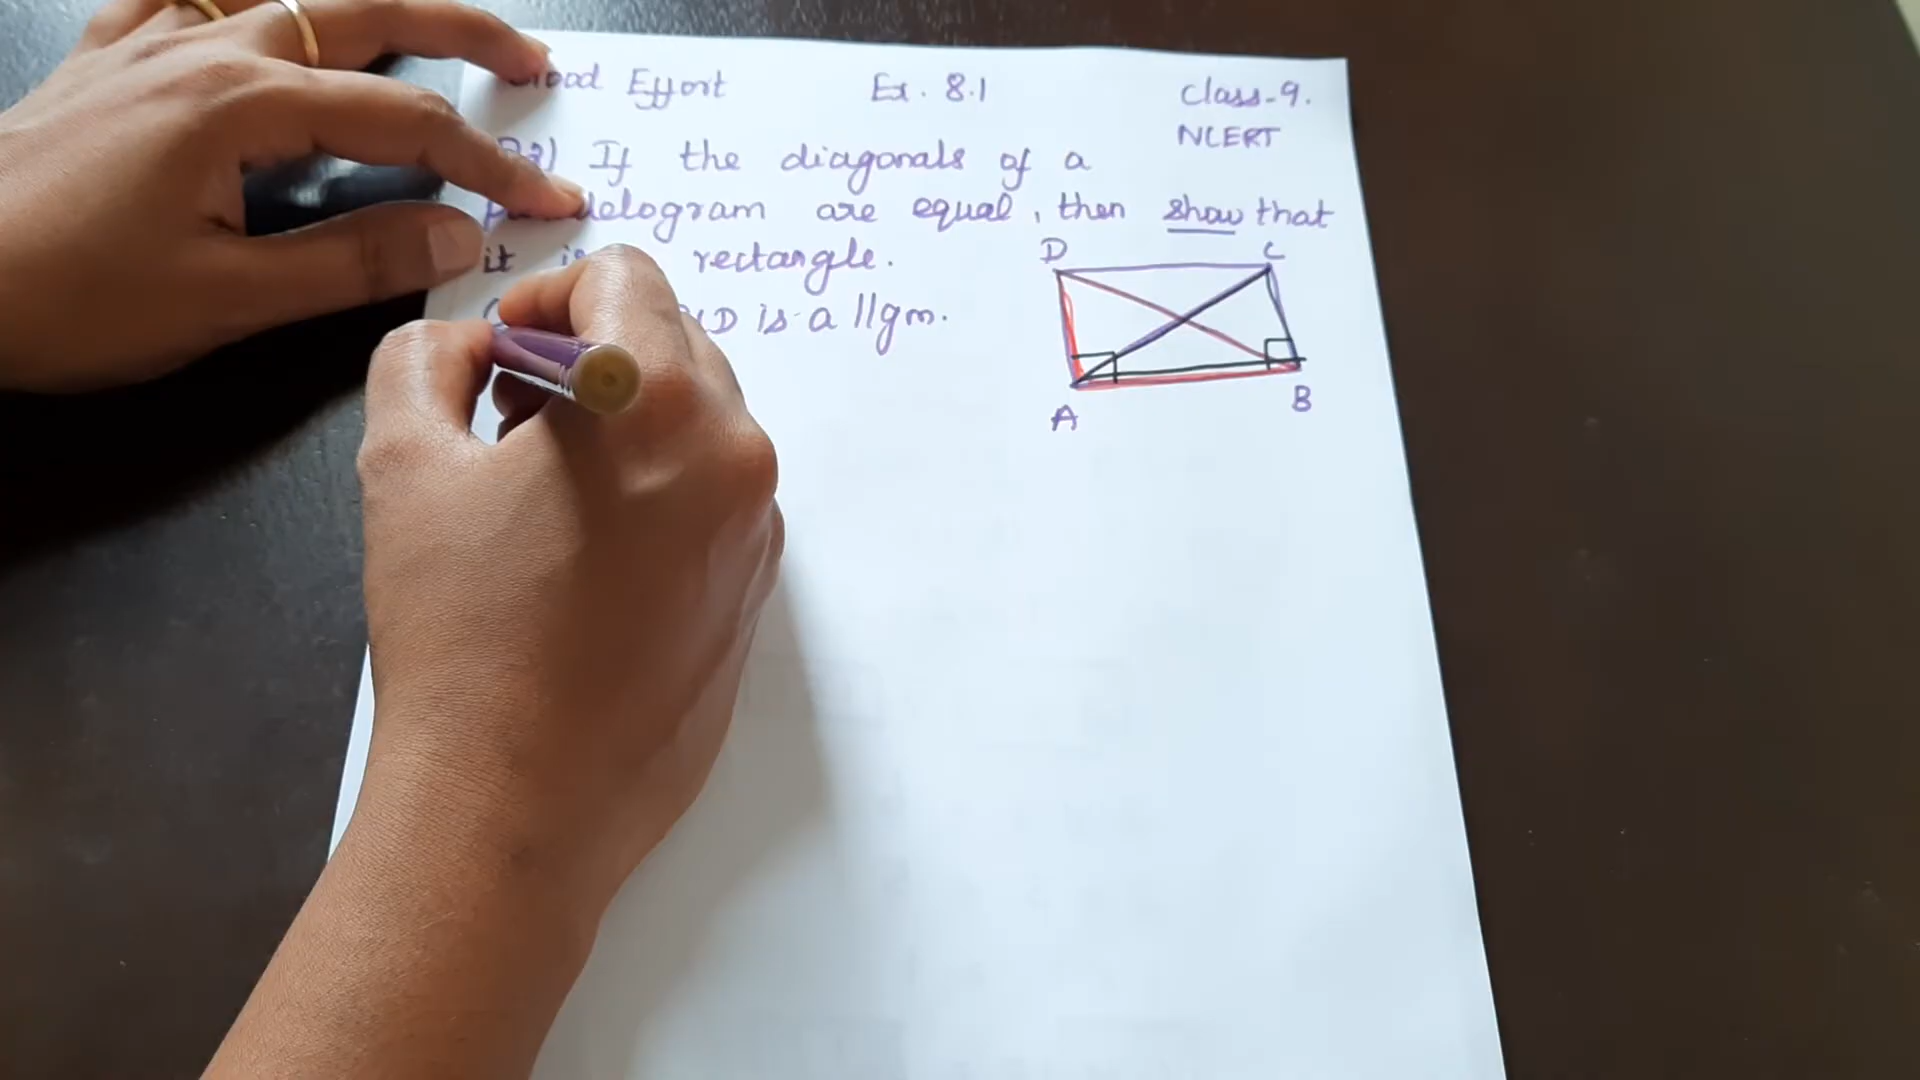 Good Effort Ex. 8.1 Class-9.
NCERT
If the diagonals of a
are equal, then show that
it rectangle.
is a llgm.
D C
A B